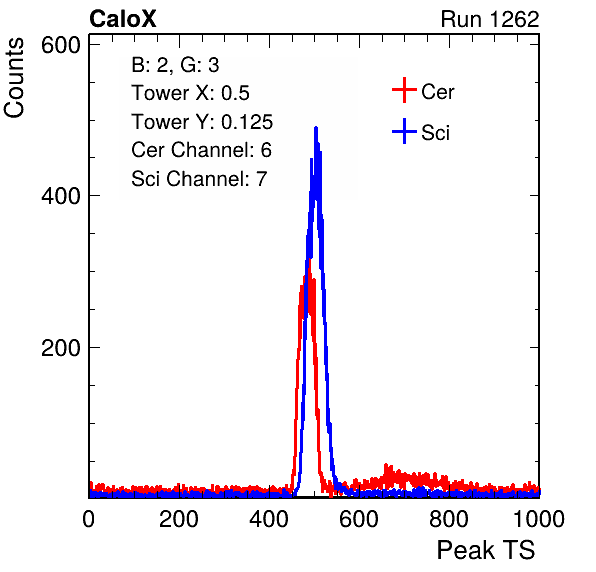 CaloX Run 1262
Counts
600
400
200
B: 2, G: 3
Tower X: 0.5
Tower Y: 0.125
Cer Channel: 6
Sci Channel: 7
Cer
Sci
0 200 400 600 800 1000
Peak TS